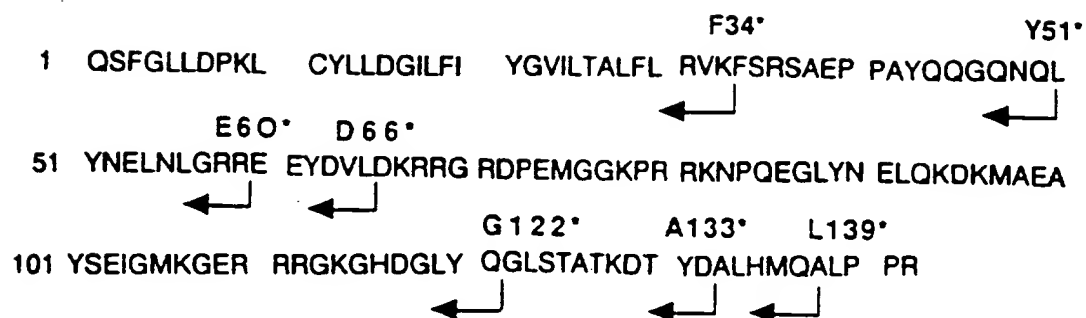 F34* Y51*
1 QSFGLLDPKL CYLLDGILFI YGVILTALFL RVKFSRSAEP PAYQQGQNQL
E60* D66*
51 YNELNLGRRE EYDVLDKRRG RDPEMGGKPR RKNPQEGLYN ELQKDKMAEA
G122* A133* L139*
101 YSEIGMKGER RRGKGHDGLY QGLSTATKDT YDALHMQALP PR